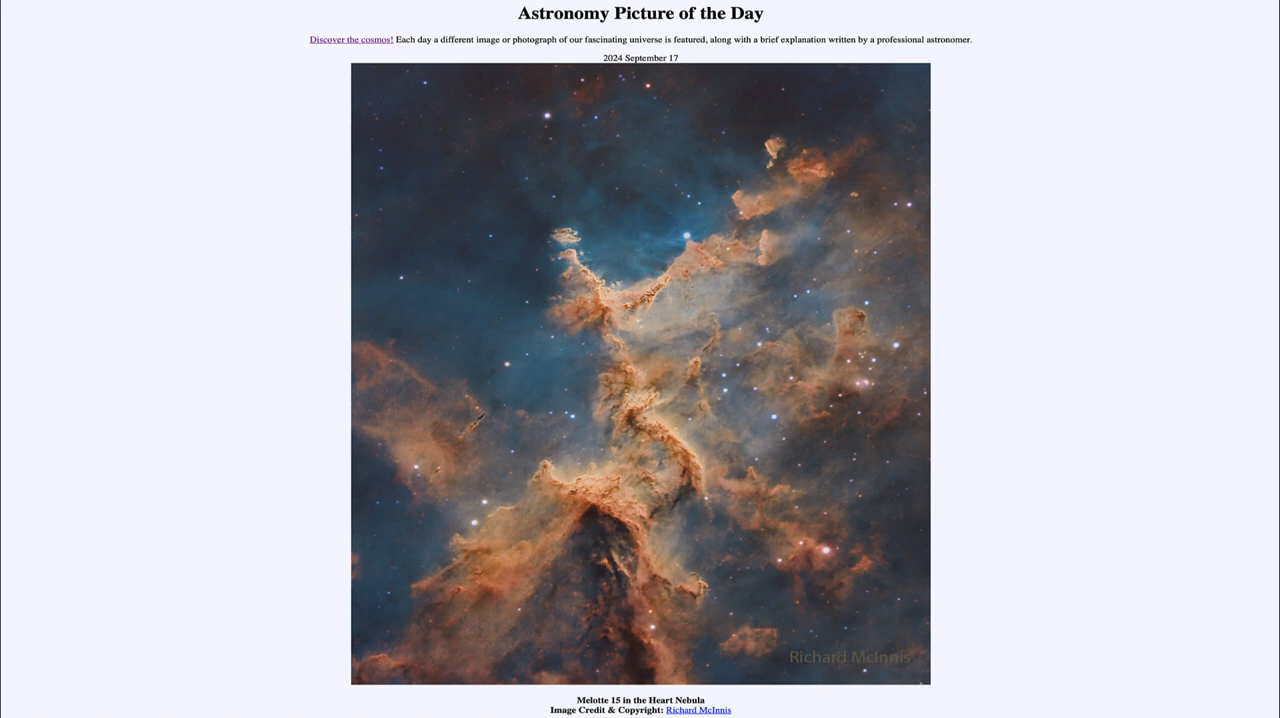 Astronomy Picture of the Day
Discover the cosmos! Each day a different image or photograph of our fascinating universe is featured, along with a brief explanation written by a professional astronomer.
2024 September 17
Richard McInnis
Melotte 15 in the Heart Nebula
Image Credit & Copyright: Richard McInnis